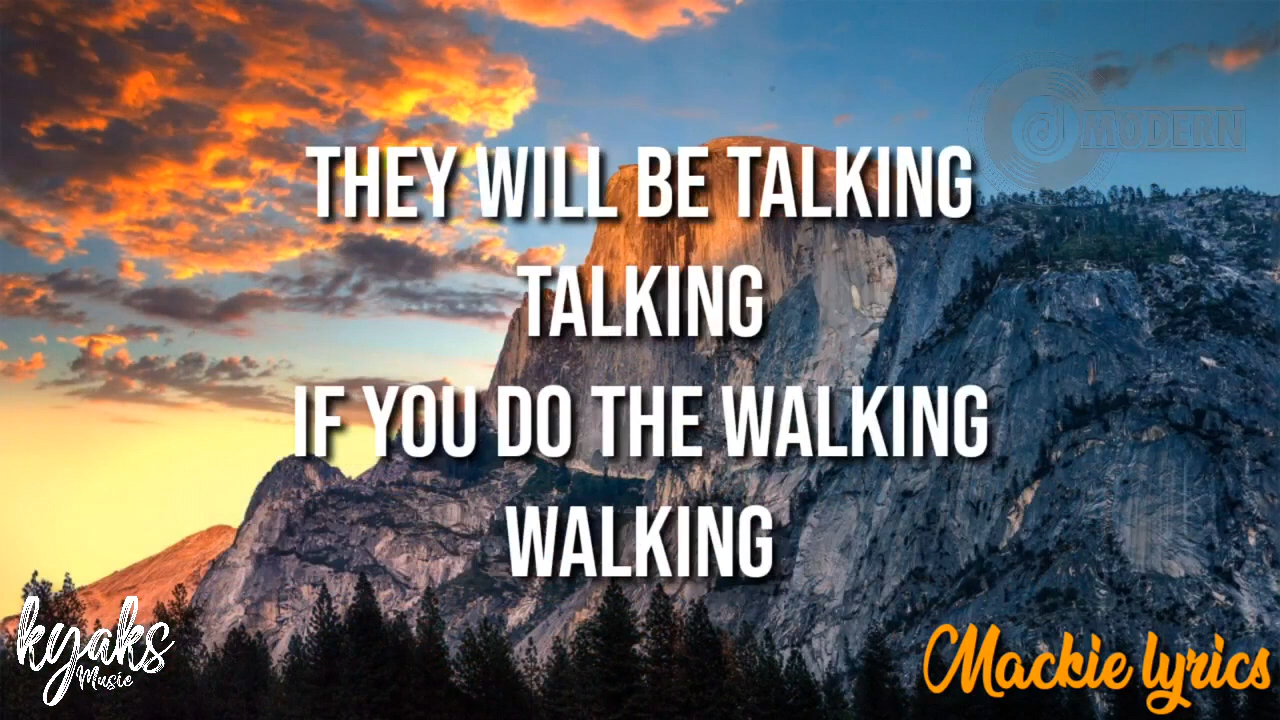 MODERN
THEY WILL BE TALKING
TALKING
IF YOU DO THE WALKING
WALKING
kyaks
Music
Mackie lyrics